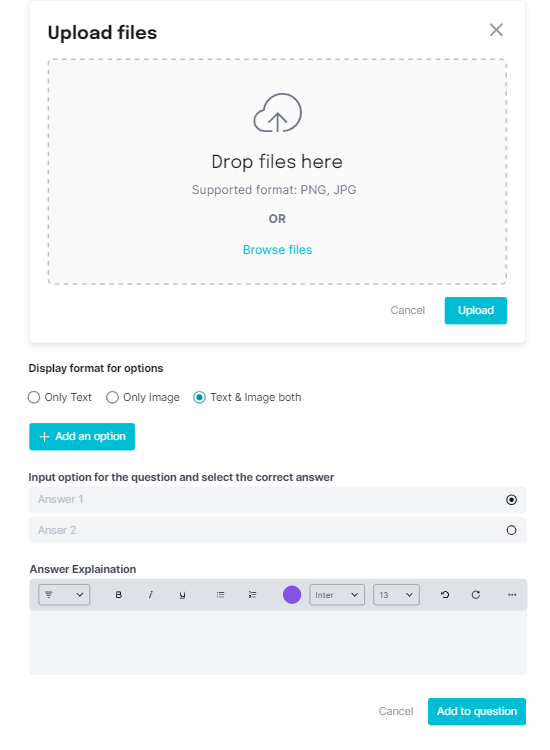 Upload files
Drop files here
Supported format: PNG, JPG
OR
Browse files
Cancel
Upload
Display format for options
Only Text
Only Image
Text & Image both
+ Add an option
Input option for the question and select the correct answer
Answer 1
Anser 2
Answer Explaination
B I U Inter 13
Cancel
Add to question